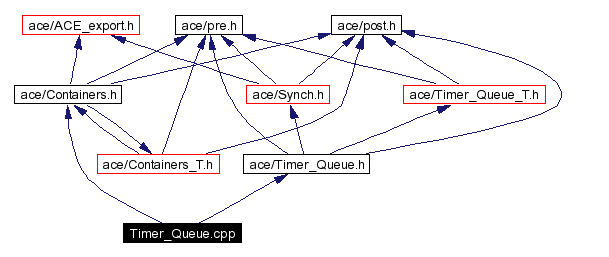 ace/ACE_export.h
ace/pre.h
ace/post.h
ace/Containers.h
ace/Synch.h
ace/Timer_Queue_T.h
ace/Containers_T.h
ace/Timer_Queue.h
Timer_Queue.cpp